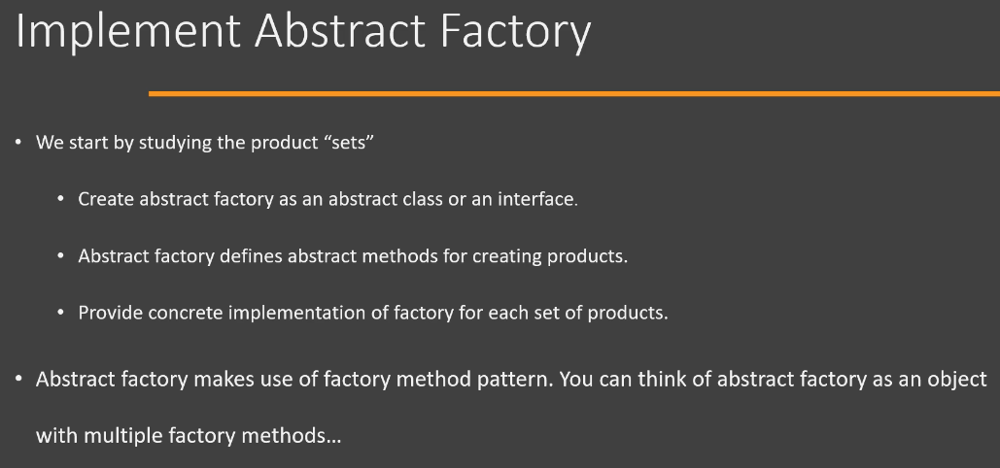 Implement Abstract Factory
• We start by studying the product “sets”
• Create abstract factory as an abstract class or an interface.
• Abstract factory defines abstract methods for creating products.
• Provide concrete implementation of factory for each set of products.
• Abstract factory makes use of factory method pattern. You can think of abstract factory as an object
with multiple factory methods…